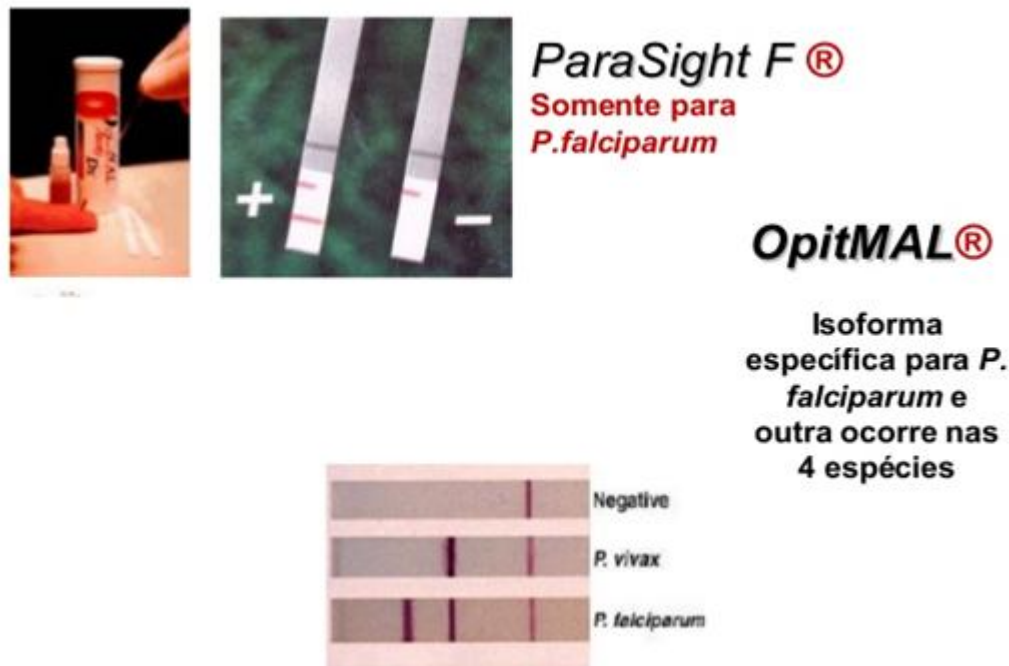 ParaSight F ®
Somente para
P.falciparum
+
−
OpitMAL®
Isoforma
específica para P.
falciparum e
outra ocorre nas
4 espécies
Negative
P. vivax
P. falciparum